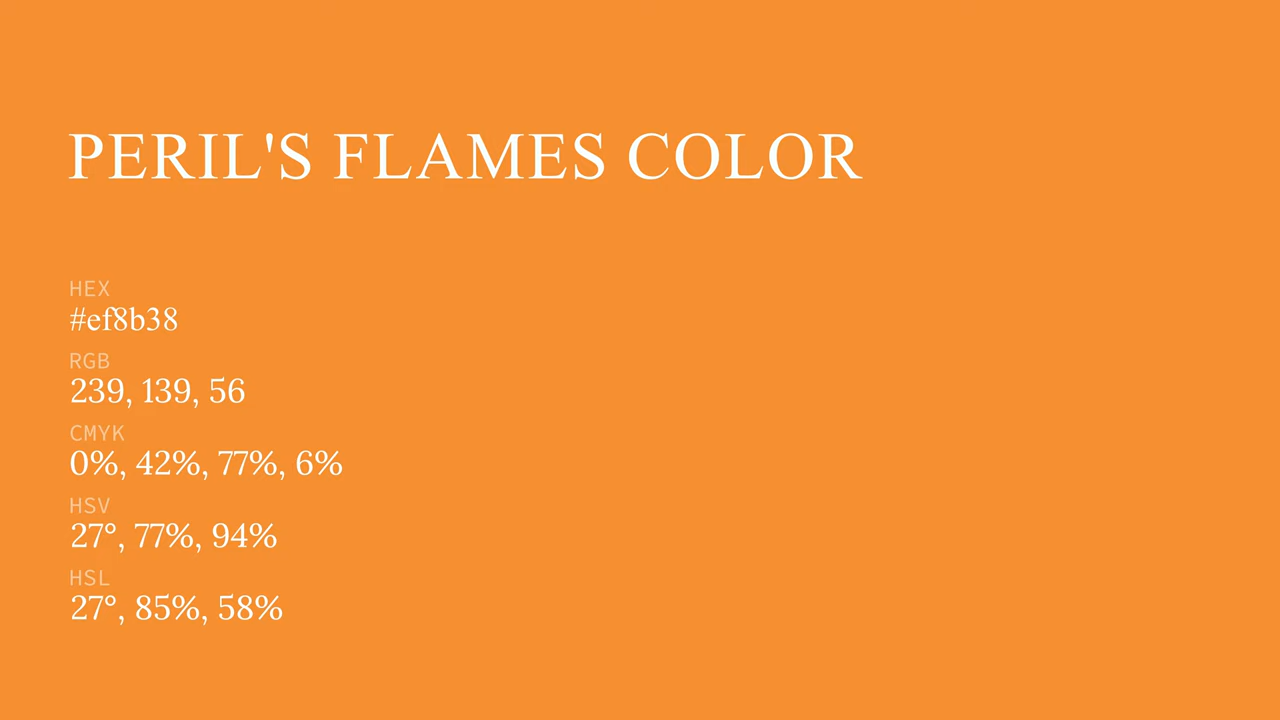 PERIL'S FLAMES COLOR
HEX
#ef8b38
RGB
239, 139, 56
CMYK
0%, 42%, 77%, 6%
HSV
27°, 77%, 94%
HSL
27°, 85%, 58%